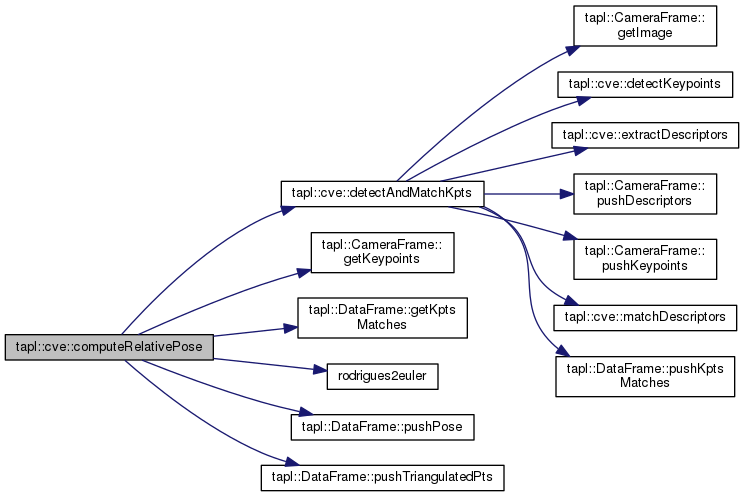 tapl::CameraFrame::
getImage
tapl::cve::detectKeypoints
tapl::cve::extractDescriptors
tapl::cve::detectAndMatchKpts
tapl::CameraFrame::
pushDescriptors
tapl::CameraFrame::
getKeypoints
tapl::CameraFrame::
pushKeypoints
tapl::DataFrame::getKpts
Matches
tapl::cve::matchDescriptors
tapl::cve::computeRelativePose
rodrigues2euler
tapl::DataFrame::pushKpts
Matches
tapl::DataFrame::pushPose
tapl::DataFrame::pushTriangulatedPts